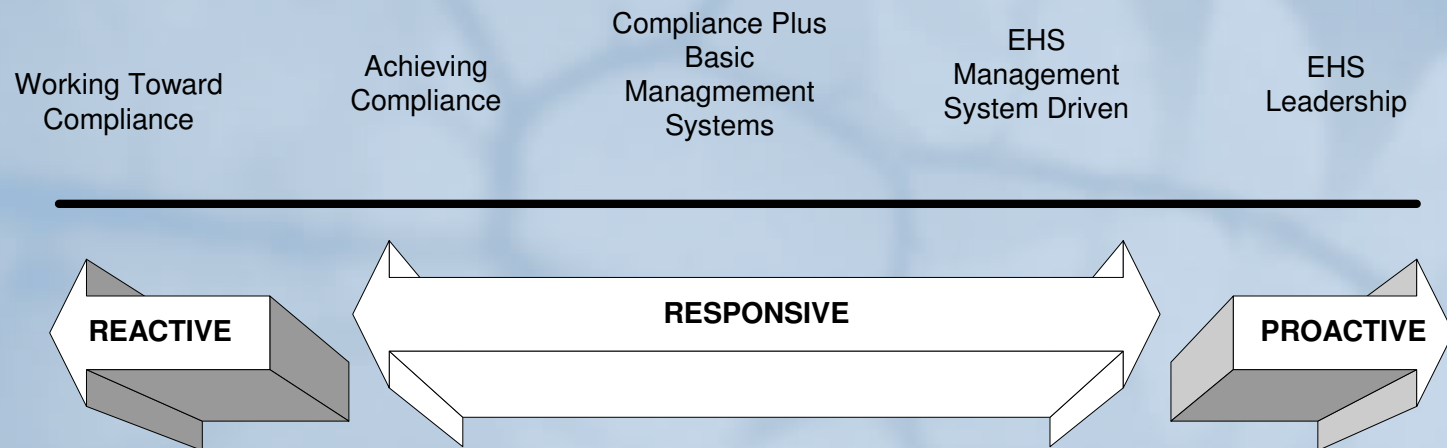 Working Toward
Compliance
Achieving
Compliance
Compliance Plus
Basic
Managmement
Systems
EHS
Management
System Driven
EHS
Leadership
REACTIVE
RESPONSIVE
PROACTIVE